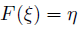 F(ξ) = η